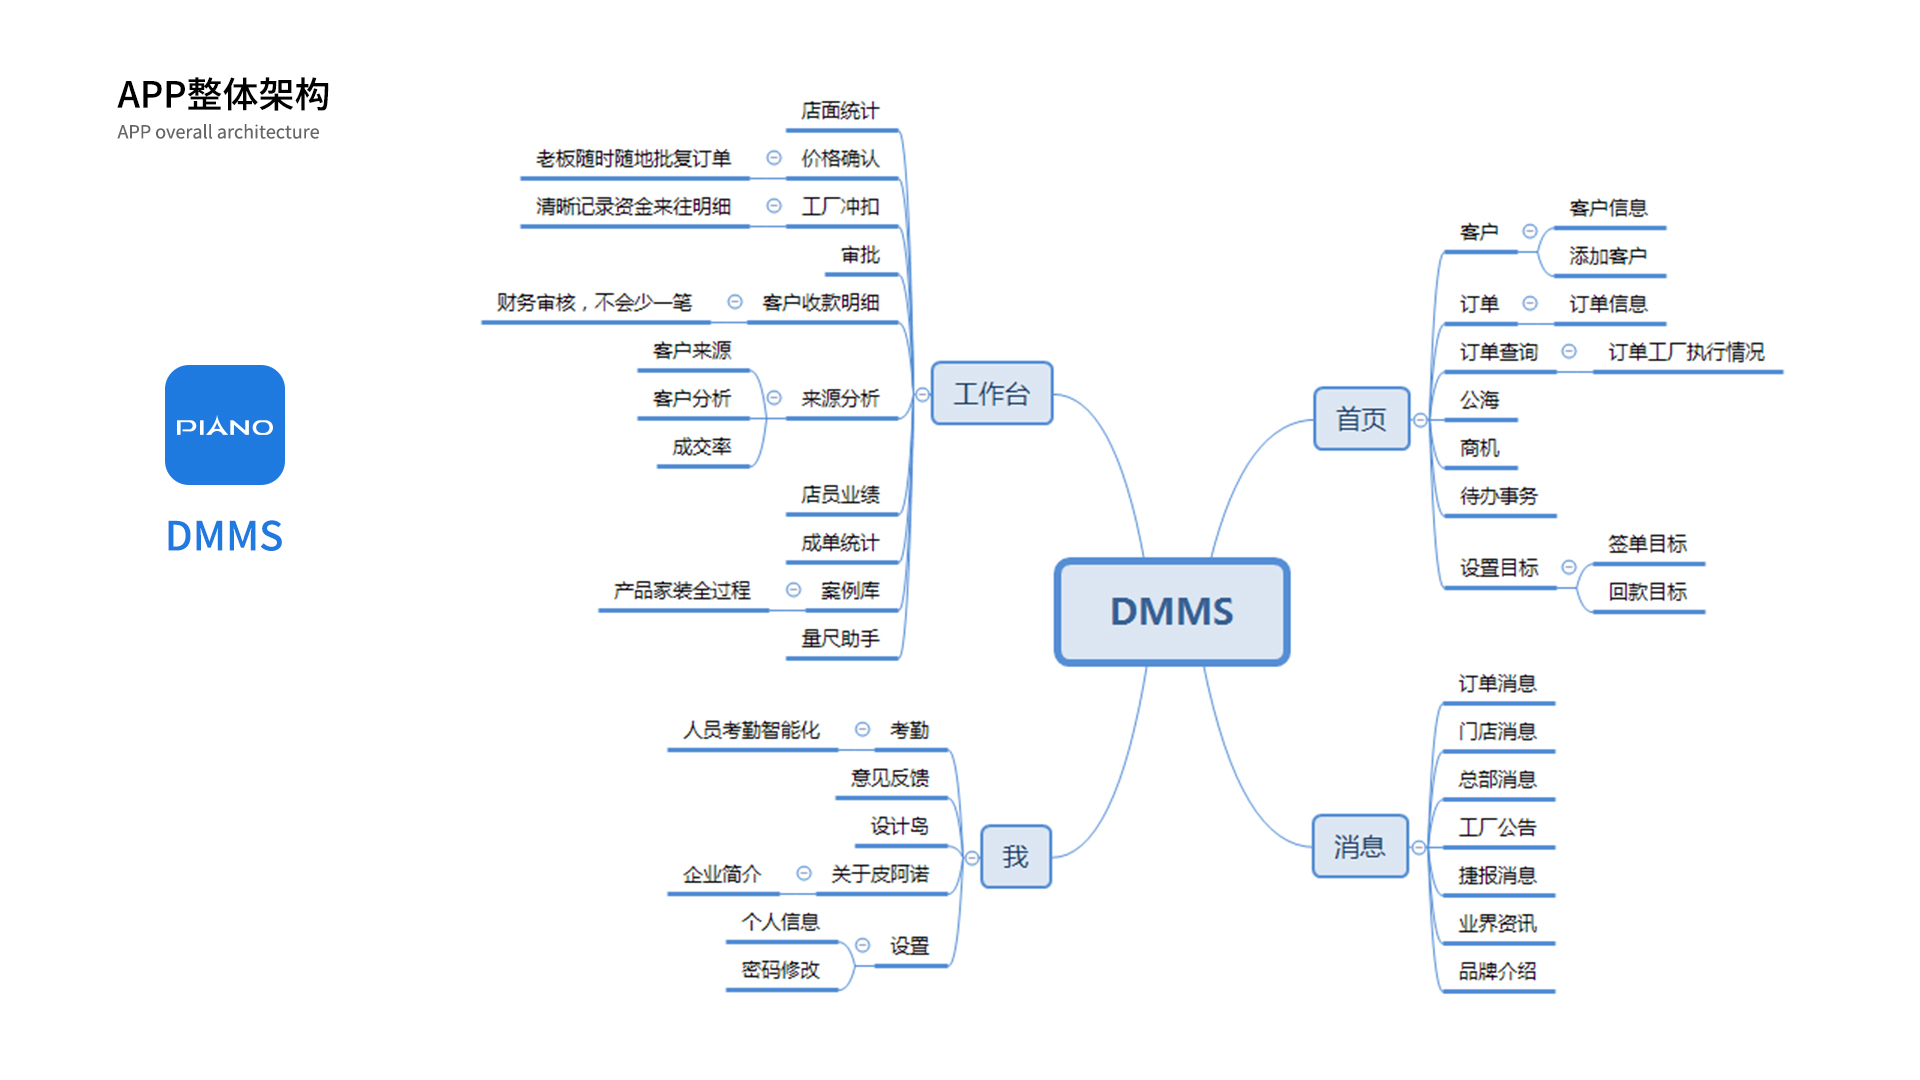 APP整体架构
APP overall architecture
PIANO
DMMS
DMMS
工作台
店面统计
价格确认
老板随时随地批复订单
工厂冲扣
清晰记录资金来往明细
审批
客户收款明细
财务审核，不会少一笔
来源分析
客户来源
客户分析
成交率
店员业绩
成单统计
案例库
产品家装全过程
量尺助手
首页
客户
客户信息
添加客户
订单
订单信息
订单查询
订单工厂执行情况
公海
商机
待办事务
设置目标
签单目标
回款目标
我
考勤
人员考勤智能化
意见反馈
设计岛
关于皮阿诺
企业简介
设置
个人信息
密码修改
消息
订单消息
门店消息
总部消息
工厂公告
捷报消息
业界资讯
品牌介绍